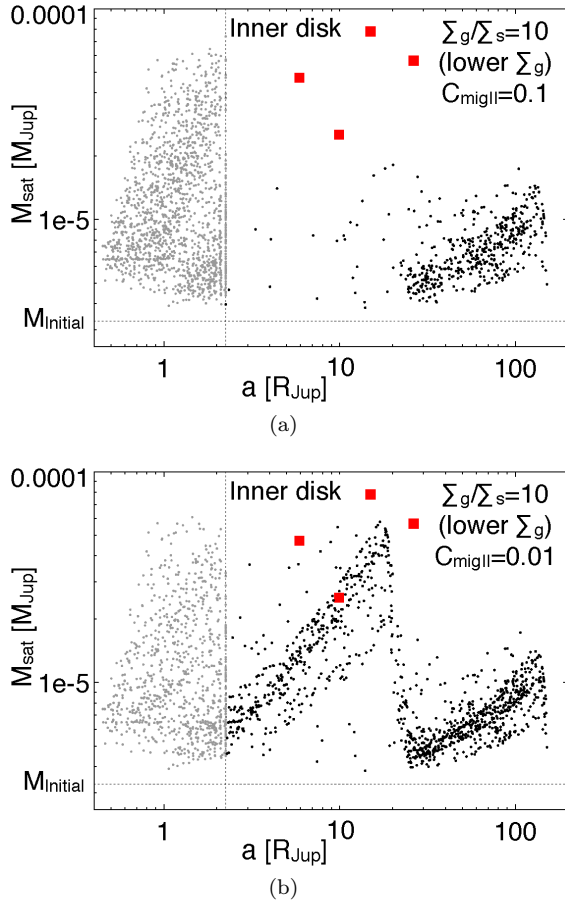 0.0001
Inner disk
Σg/Σs=10
(lower Σg)
CmigII=0.1
Msat [MJup]
1e-5
MInitial
1 10 100
a [RJup]
(a)
0.0001
Inner disk
Σg/Σs=10
(lower Σg)
CmigII=0.01
Msat [MJup]
1e-5
MInitial
1 10 100
a [RJup]
(b)